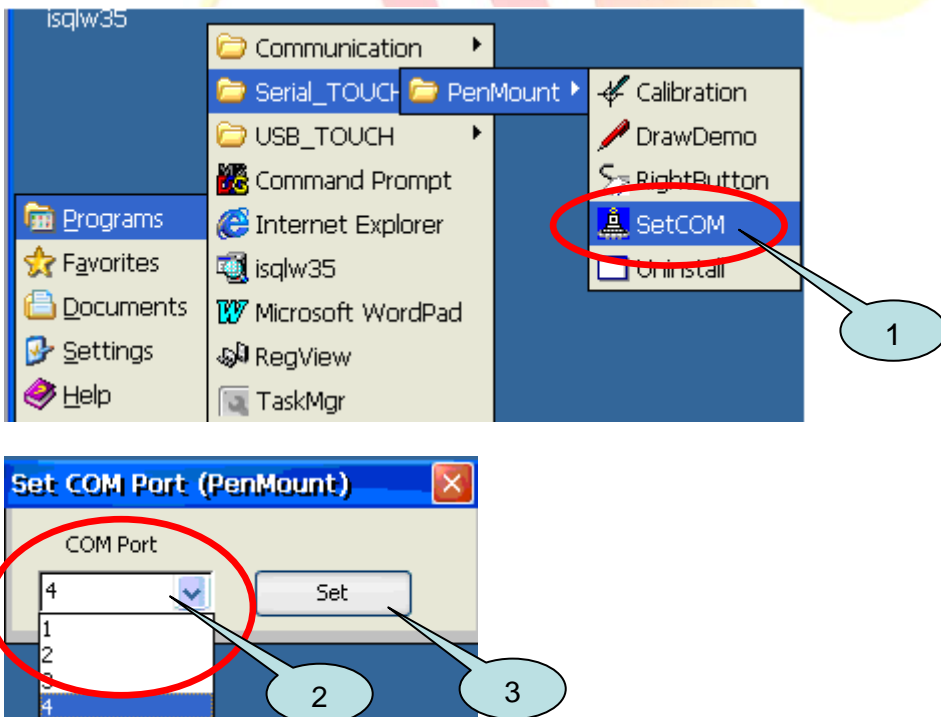 isqlw35
Communication
Serial_TOUCH
PenMount
Calibration
USB_TOUCH
DrawDemo
Command Prompt
RightButton
Programs
Internet Explorer
SetCOM
Favorites
isqlw35
Uninstall
Documents
Microsoft WordPad
1
Settings
RegView
Help
TaskMgr
Set COM Port (PenMount)
COM Port
4
Set
1
2
3
4
2
3